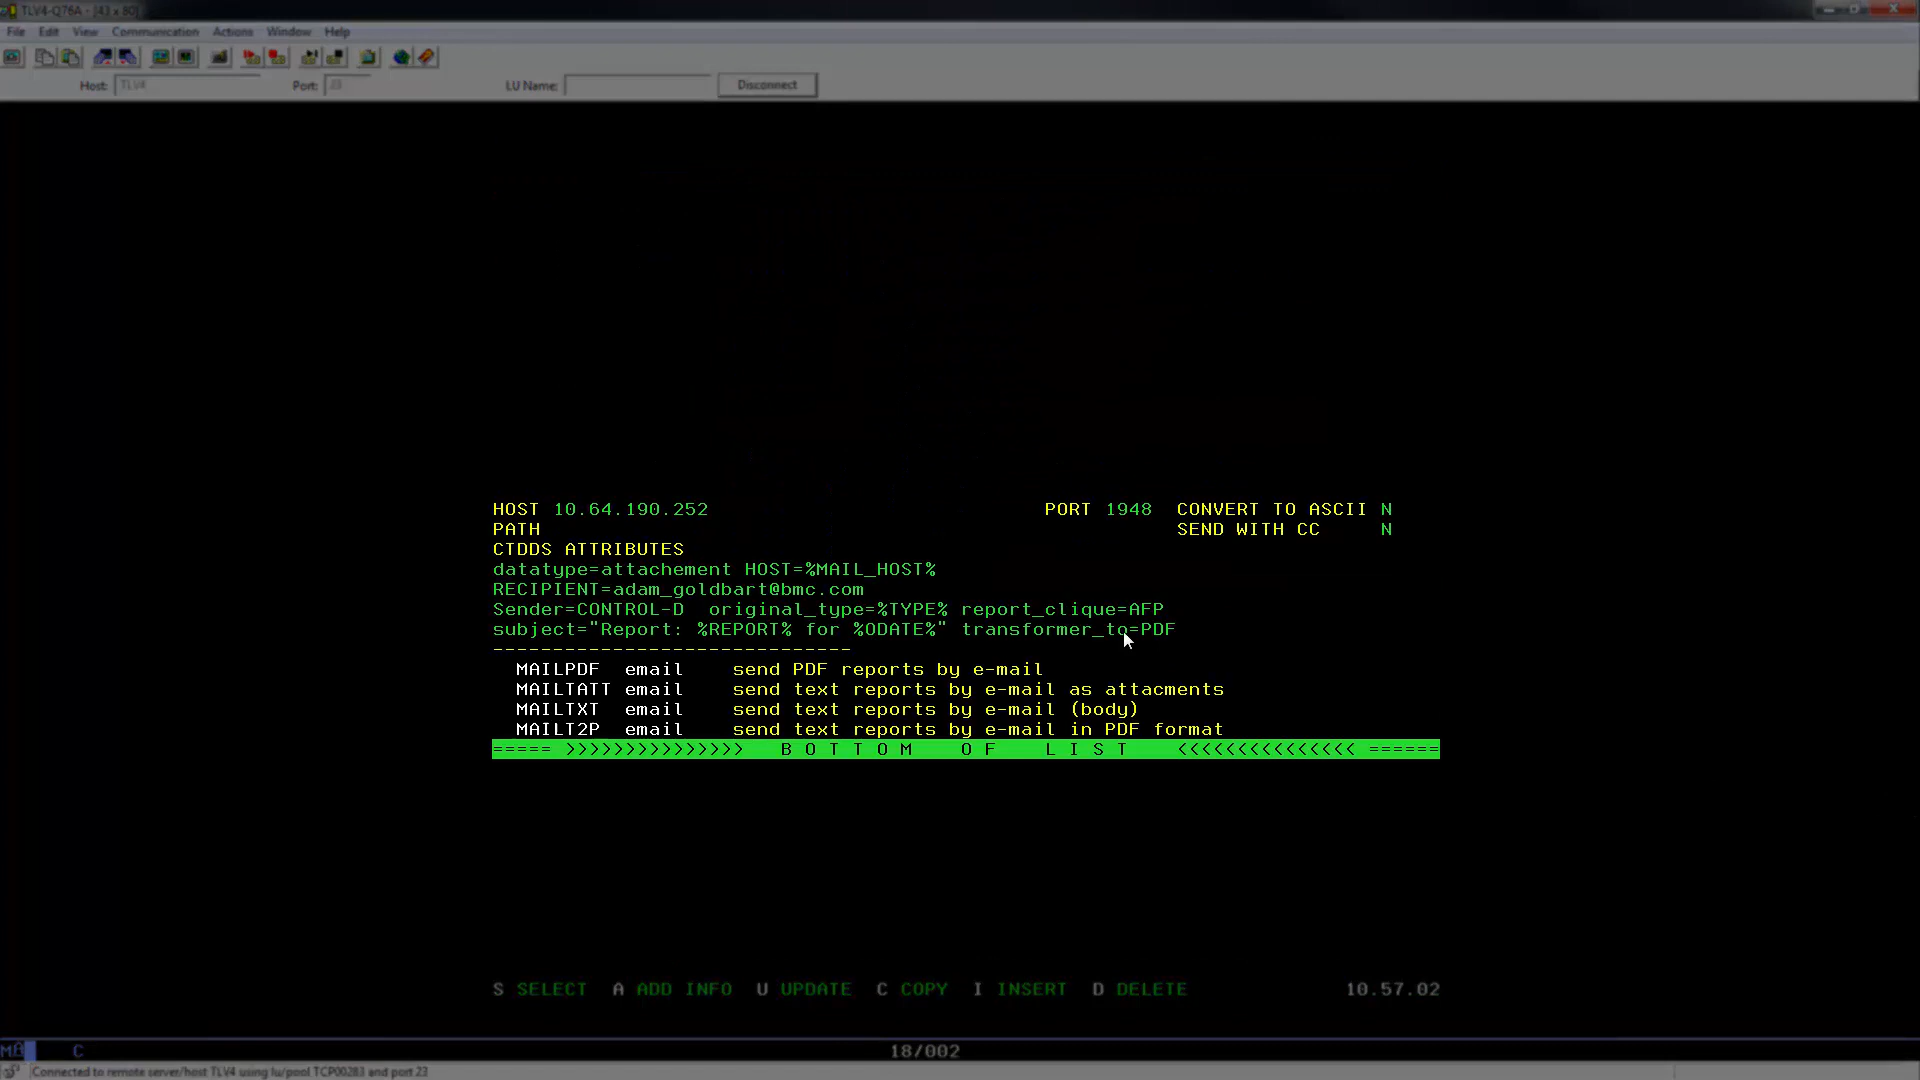 TLV4-Q76A - [43 x 80]
File Edit View Communication Actions Window Help
Host: TLV4 Port: 23 LU Name: Disconnect
HOST 10.64.190.252 PORT 1948 CONVERT TO ASCII N
PATH SEND WITH CC N
CTDDS ATTRIBUTES
datatype=attachement HOST=%MAIL_HOST%
RECIPIENT=adam_goldbart@bmc.com
Sender=CONTROL-D original_type=%TYPE% report_clique=AFP
subject="Report: %REPORT% for %ODATE%" transformer_to=PDF
------------------------------
MAILPDF email send PDF reports by e-mail
MAILTATT email send text reports by e-mail as attacments
MAILTXT email send text reports by e-mail (body)
MAILT2P email send text reports by e-mail in PDF format
===== >>>>>>>>>>>>>>> B O T T O M O F L I S T <<<<<<<<<<<<<<< ======
S SELECT A ADD INFO U UPDATE C COPY I INSERT D DELETE 10.57.02
C 18/002
Connected to remote server/host TLV4 using lu/pool TCP00283 and port 23